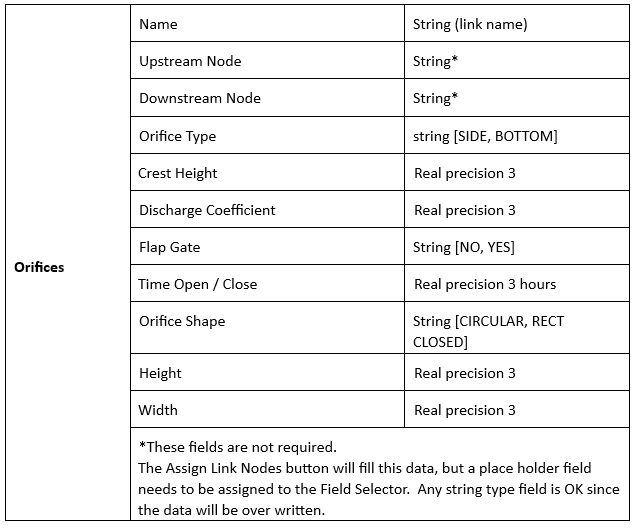 Name String (link name)
Upstream Node String*
Downstream Node String*
Orifice Type string [SIDE, BOTTOM]
Crest Height Real precision 3
Discharge Coefficient Real precision 3
Flap Gate String [NO, YES]
Orifices
Time Open / Close Real precision 3 hours
Orifice Shape String [CIRCULAR, RECT
CLOSED]
Height Real precision 3
Width Real precision 3
*These fields are not required.
The Assign Link Nodes button will fill this data, but a place holder field
needs to be assigned to the Field Selector.  Any string type field is OK since
the data will be over written.